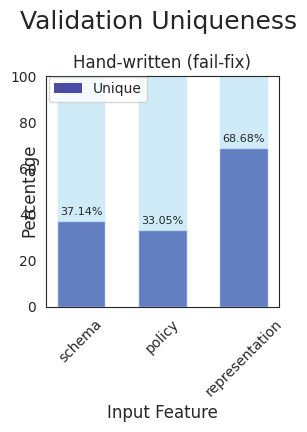 Validation Uniqueness
Hand-written (fail-fix)
Percentage
100
80
60
40
20
0
Unique
37.14%
33.05%
68.68%
schema
policy
representation
Input Feature